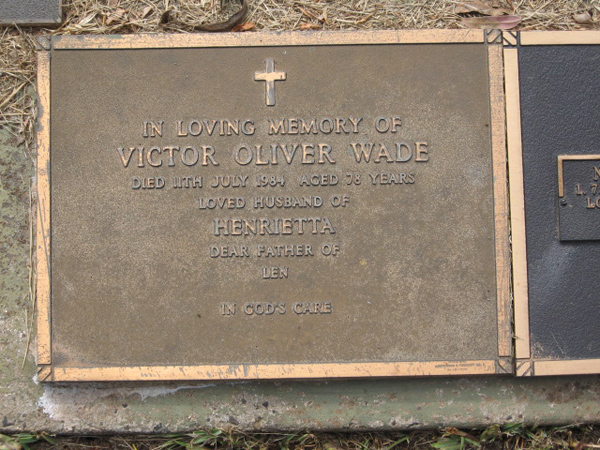 IN LOVING MEMORY OF
VICTOR OLIVER WADE
DIED 11TH JULY 1984 AGED 78 YEARS
LOVED HUSBAND OF
HENRIETTA
DEAR FATHER OF
LEN
IN GOD'S CARE